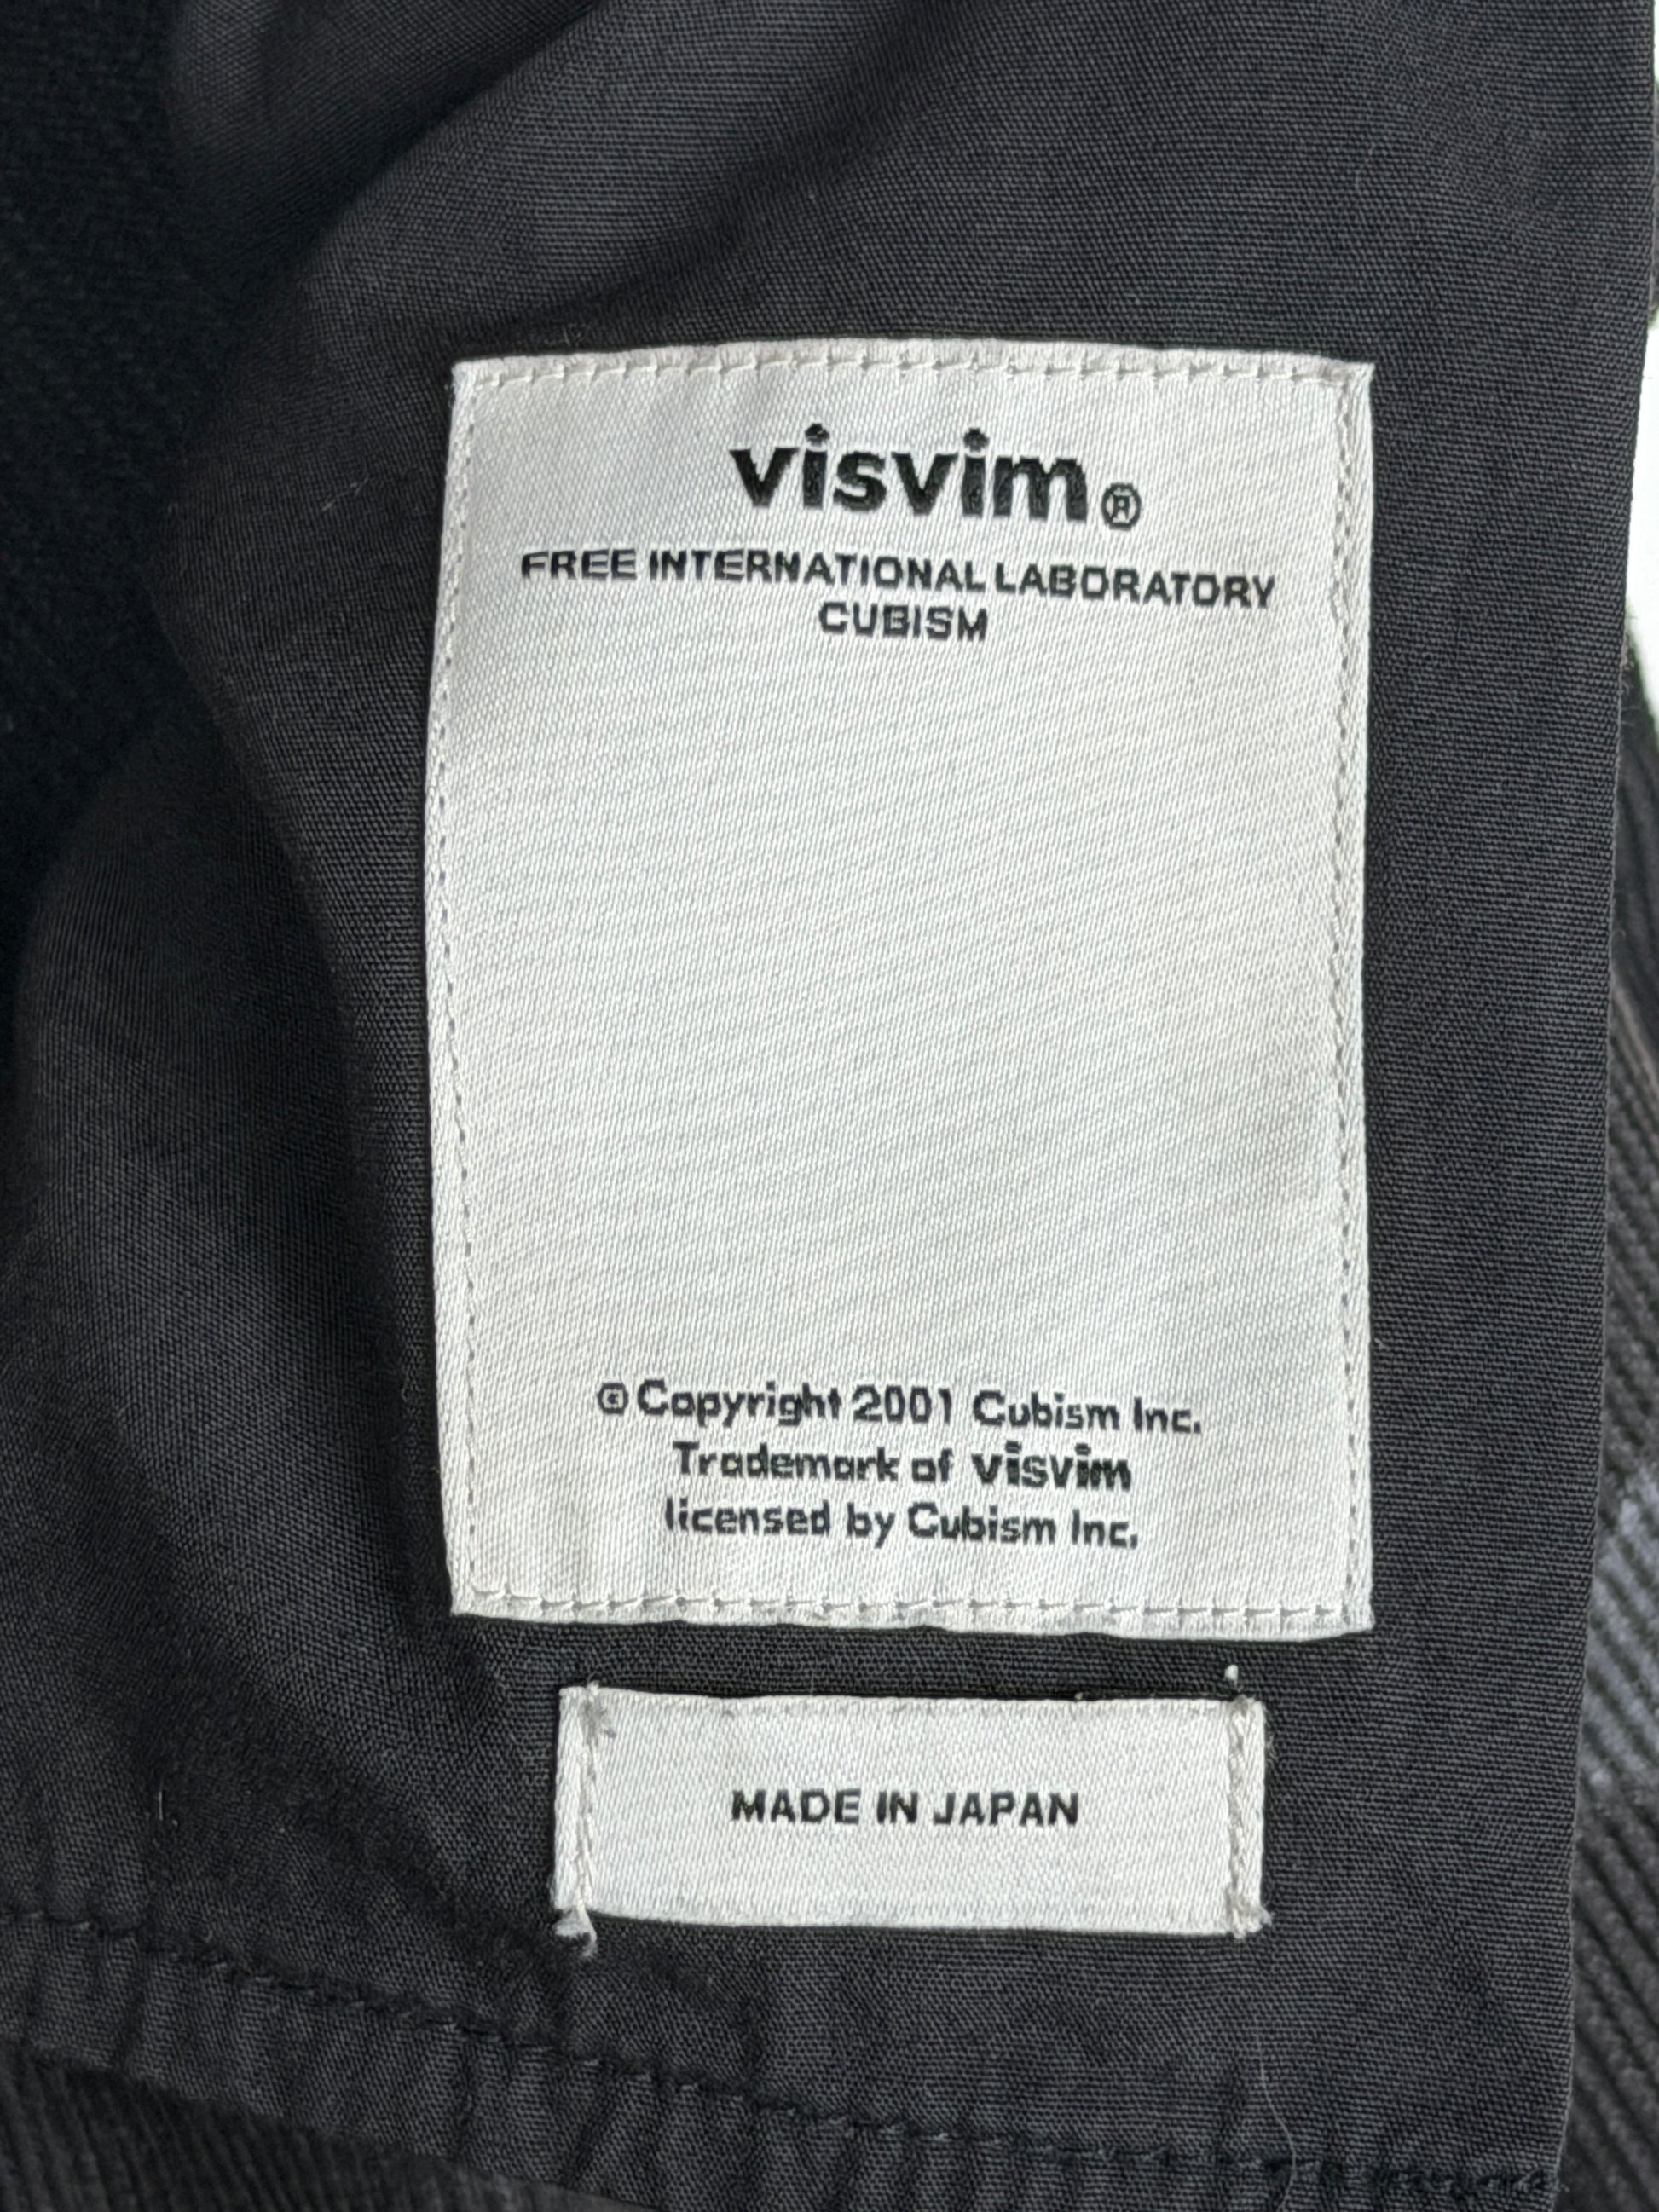 visvim®
FREE INTERNATIONAL LABORATORY
CUBISM
© Copyright 2001 Cubism Inc.
Trademark of visvim
licensed by Cubism Inc.
MADE IN JAPAN